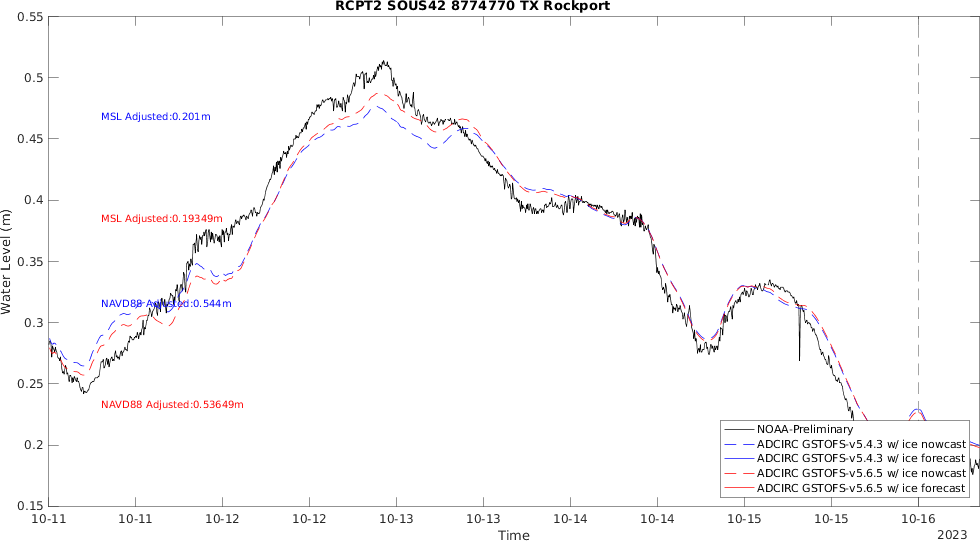 RCPT2 SOUS42 8774770 TX Rockport
0.55
0.5
0.45
0.4
0.35
0.3
0.25
0.2
0.15
Water Level (m)
MSL Adjusted:0.201m
MSL Adjusted:0.19349m
NAVD88 Adjusted:0.544m
NAVD88 Adjusted:0.53649m
NOAA-Preliminary
ADCIRC GSTOFS-v5.4.3 w/ ice nowcast
ADCIRC GSTOFS-v5.4.3 w/ ice forecast
ADCIRC GSTOFS-v5.6.5 w/ ice nowcast
ADCIRC GSTOFS-v5.6.5 w/ ice forecast
10-11 10-11 10-12 10-12 10-13 10-13 10-14 10-14 10-15 10-15 10-16
Time
2023